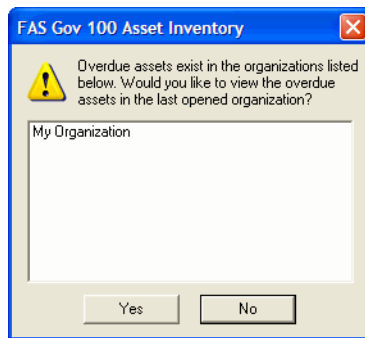 FAS Gov 100 Asset Inventory
Overdue assets exist in the organizations listed
below. Would you like to view the overdue
assets in the last opened organization?
My Organization
Yes
No